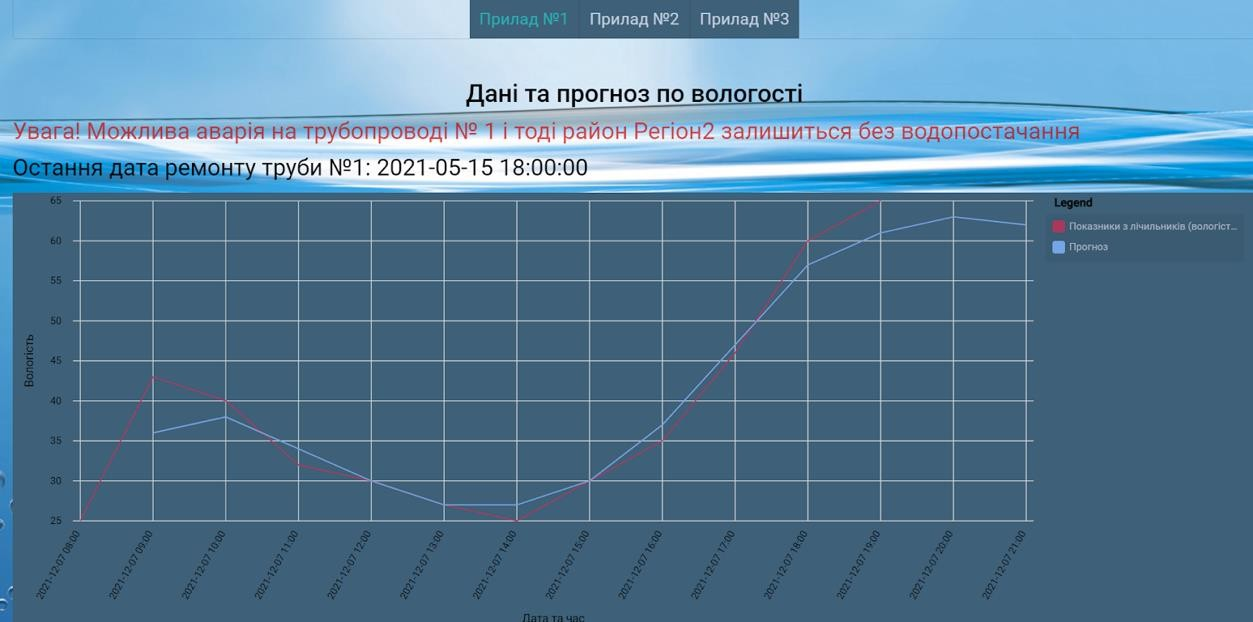 Прилад №1 Прилад №2 Прилад №3
Дані та прогноз по вологості
Увага! Можлива аварія на трубопроводі № 1 і тоді район Регіон2 залишиться без водопостачання
Остання дата ремонту труби №1: 2021-05-15 18:00:00
Legend
Показники з лічильників (вологіст...
Прогноз
65
60
55
50
45
40
35
30
25
Вологість
2021-12-07 08:00
2021-12-07 09:00
2021-12-07 10:00
2021-12-07 11:00
2021-12-07 12:00
2021-12-07 13:00
2021-12-07 14:00
2021-12-07 15:00
2021-12-07 16:00
2021-12-07 17:00
2021-12-07 18:00
2021-12-07 19:00
2021-12-07 20:00
2021-12-07 21:00
Дата та час